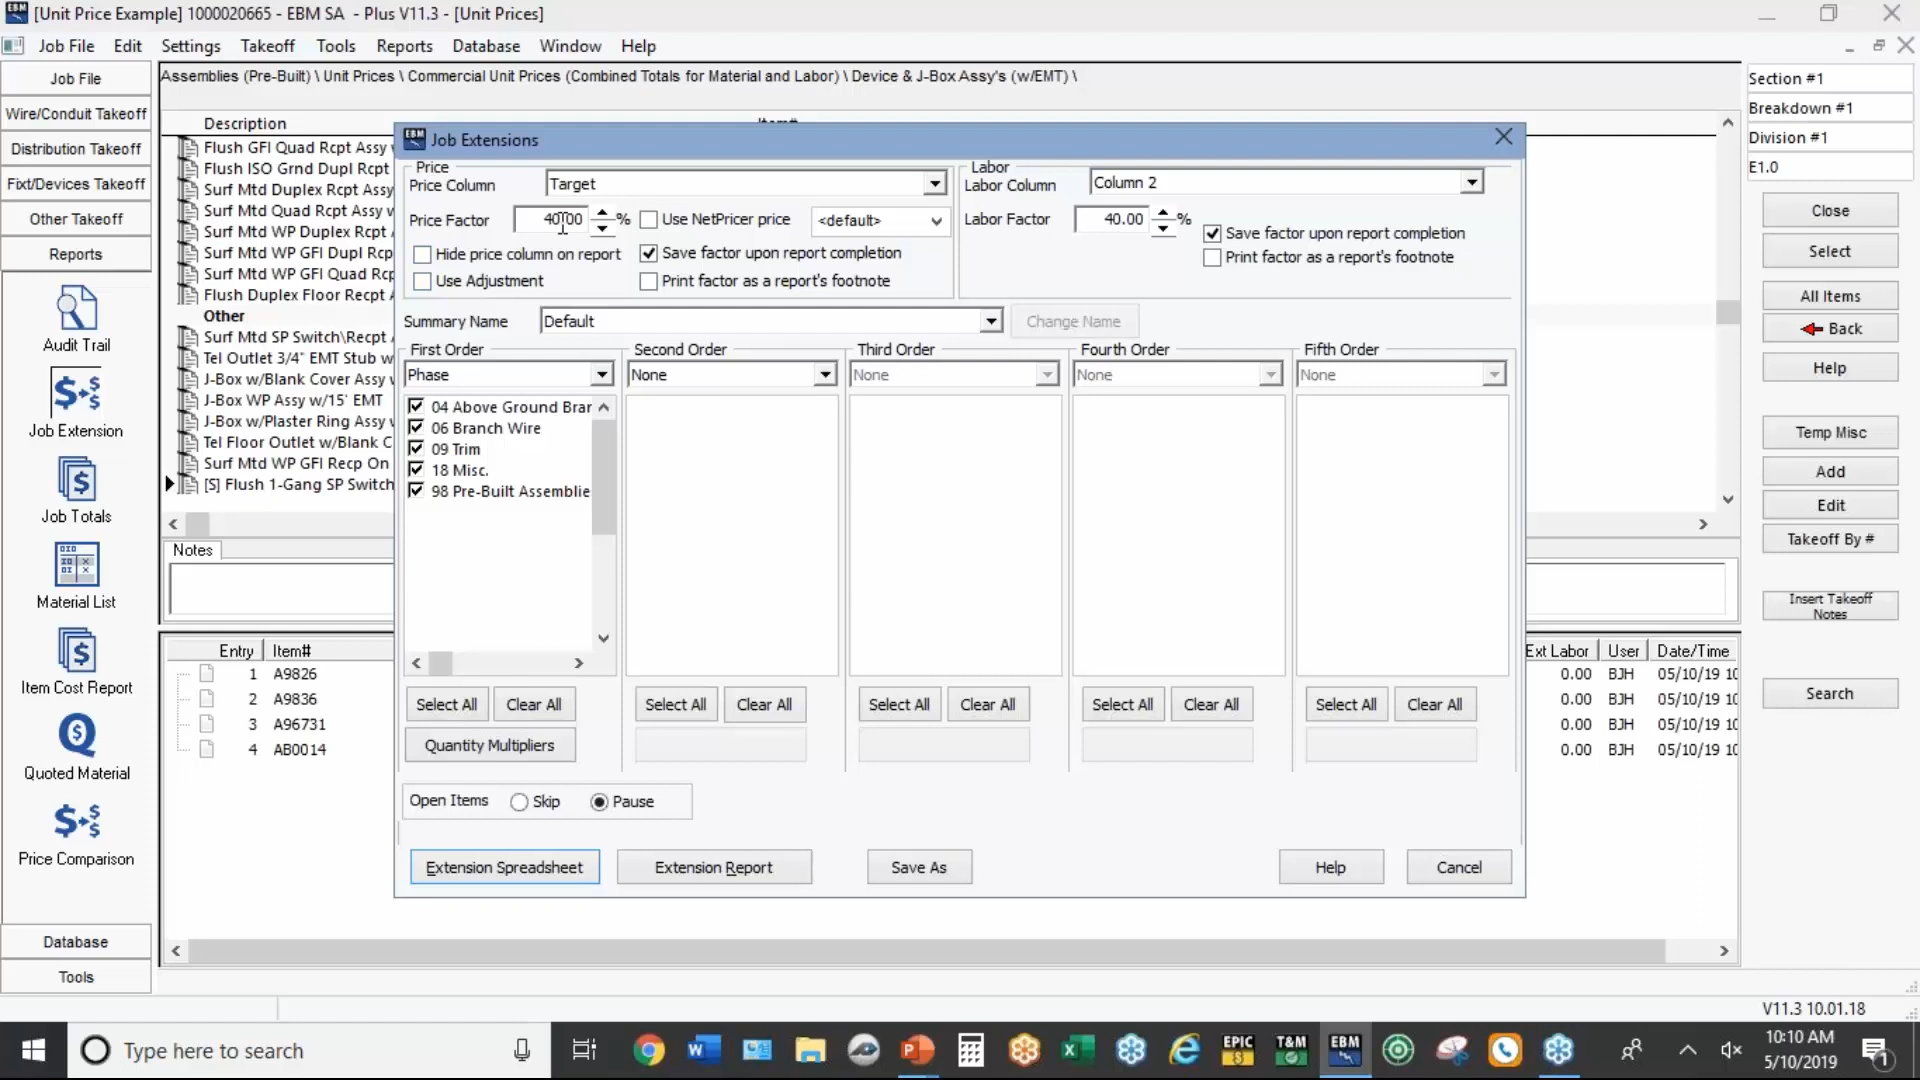 [Unit Price Example] 1000020665 - EBM SA - Plus V11.3 - [Unit Prices]
Job File Edit Settings Takeoff Tools Reports Database Window Help
Job File
Wire/Conduit Takeoff
Distribution Takeoff
Fixt/Devices Takeoff
Other Takeoff
Reports
Audit Trail
Job Extension
Job Totals
Material List
Item Cost Report
Quoted Material
Price Comparison
Database
Tools
Assemblies (Pre-Built) \ Unit Prices \ Commercial Unit Prices (Combined Totals for Material and Labor) \ Device & J-Box Assy's (w/EMT) \
Description
Flush GFI Quad Rcpt Assy
Flush ISO Grnd Dupl Rcpt
Surf Mtd Duplex Rcpt Assy
Surf Mtd Quad Rcpt Assy
Surf Mtd WP Duplex Rcpt
Surf Mtd WP GFI Dupl Rcp
Surf Mtd WP GFI Quad Rc
Flush Duplex Floor Recpt
Other
Surf Mtd SP Switch\Recpt
Tel Outlet 3/4" EMT Stub
J-Box w/Blank Cover Assy
J-Box WP Assy w/15' EMT
J-Box w/Plaster Ring Assy
Tel Floor Outlet w/Blank C
Surf Mtd WP GFI Recp On
[S] Flush 1-Gang SP Switch
Notes
Entry Item#
1 A9826
2 A9836
3 A96731
4 AB0014
Job Extensions
Price
Price Column Target
Price Factor 40.00 % Use NetPricer price <default>
Hide price column on report Save factor upon report completion
Use Adjustment Print factor as a report's footnote
Labor
Labor Column Column 2
Labor Factor 40.00 %
Save factor upon report completion
Print factor as a report's footnote
Summary Name Default Change Name
First Order Second Order Third Order Fourth Order Fifth Order
Phase None None None None
04 Above Ground Brar
06 Branch Wire
09 Trim
18 Misc.
98 Pre-Built Assemblie
Select All Clear All Select All Clear All Select All Clear All Select All Clear All Select All Clear All
Quantity Multipliers
Open Items Skip Pause
Extension Spreadsheet Extension Report Save As Help Cancel
Ext Labor User Date/Time
0.00 BJH 05/10/19 10
0.00 BJH 05/10/19 10
0.00 BJH 05/10/19 10
0.00 BJH 05/10/19 10
Section #1
Breakdown #1
Division #1
E1.0
Close
Select
All Items
Back
Help
Temp Misc
Add
Edit
Takeoff By #
Insert Takeoff
Notes
Search
V11.3 10.01.18
Type here to search
EPIC
T&M
EBM
10:10 AM
5/10/2019
1